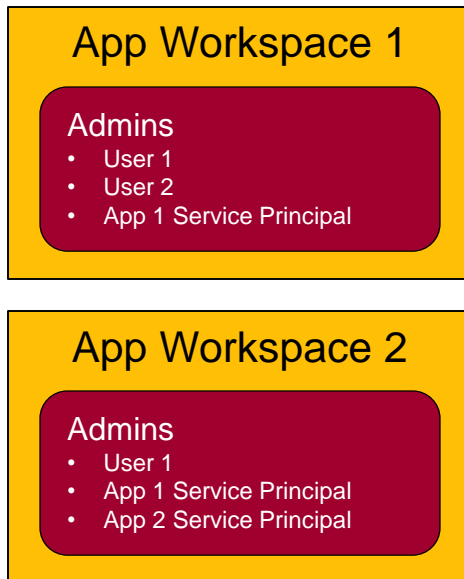 App Workspace 1
Admins
• User 1
• User 2
• App 1 Service Principal
App Workspace 2
Admins
• User 1
• App 1 Service Principal
• App 2 Service Principal